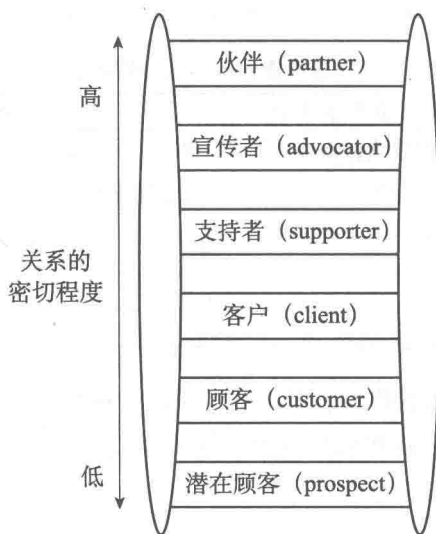 伙伴（partner）
高
宣传者（advocator）
支持者（supporter）
关系的
密切程度
客户（client）
顾客（customer）
低
潜在顾客（prospect）